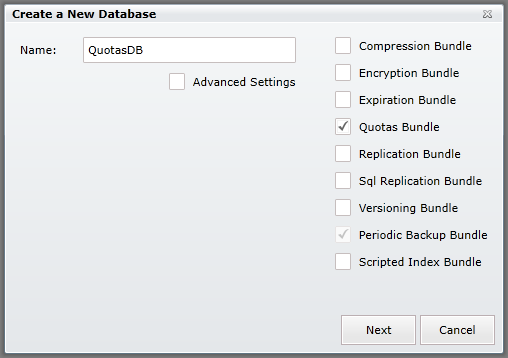 Create a New Database
Name:
QuotasDB
Advanced Settings
Compression Bundle
Encryption Bundle
Expiration Bundle
Quotas Bundle
Replication Bundle
Sql Replication Bundle
Versioning Bundle
Periodic Backup Bundle
Scripted Index Bundle
Next
Cancel